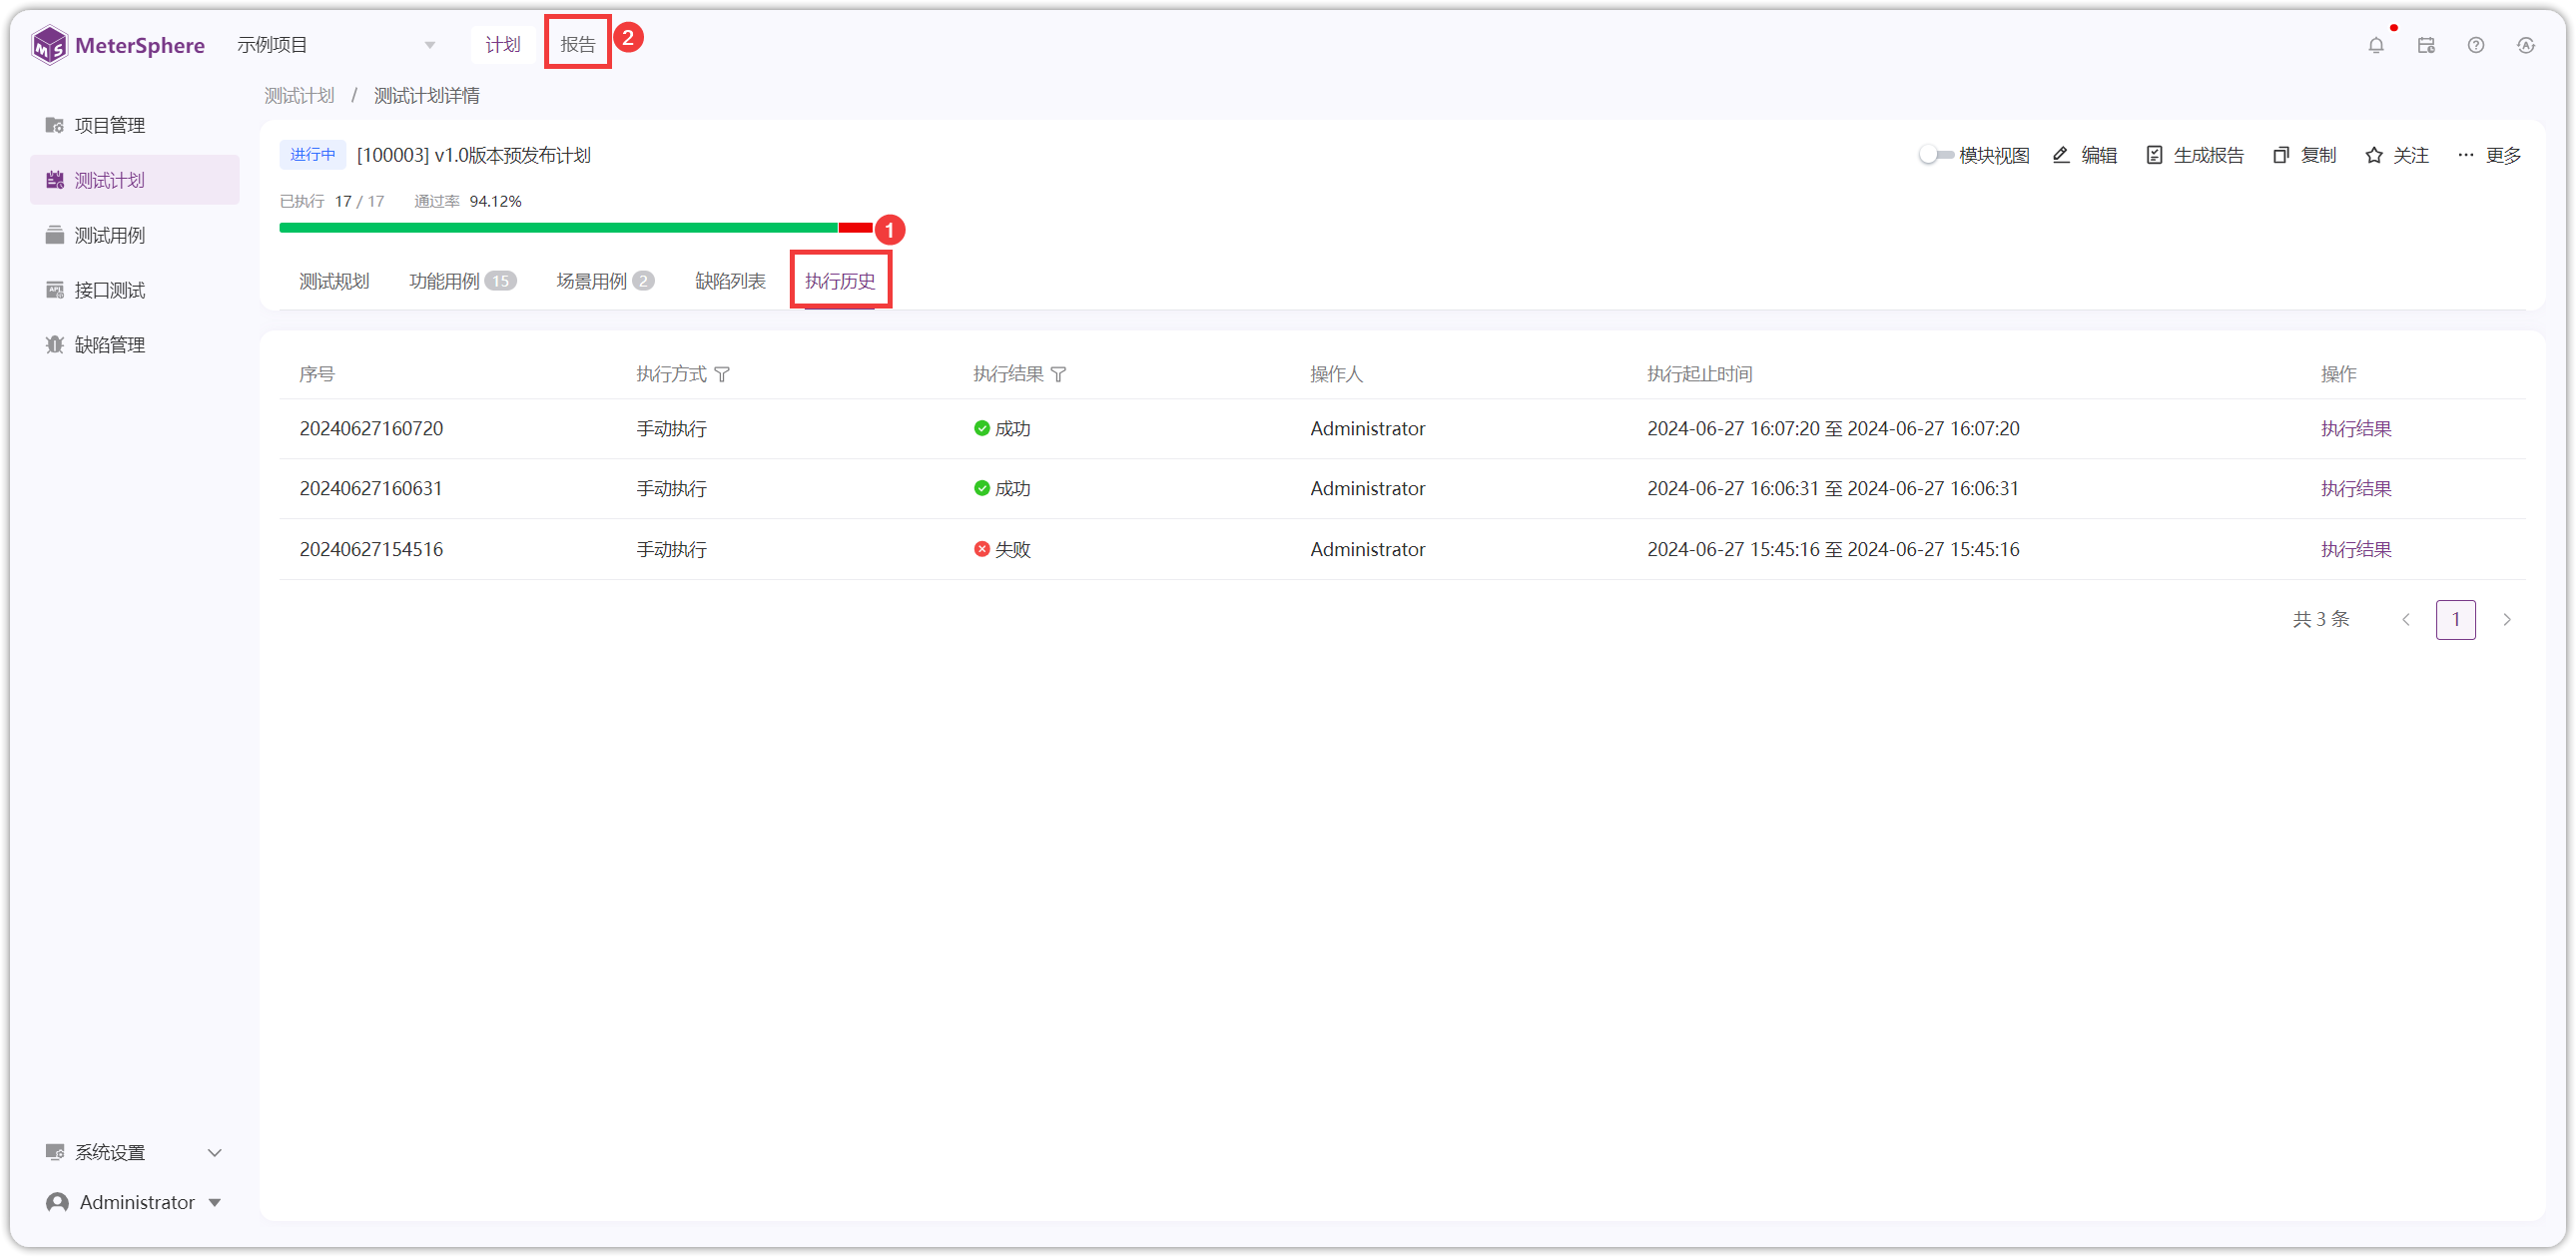 MeterSphere 示例项目 计划 报告 2
测试计划 / 测试计划详情
项目管理
测试计划
测试用例
接口测试
缺陷管理
进行中 [100003] v1.0版本预发布计划
模块视图 编辑 生成报告 复制 关注 ··· 更多
已执行 17 / 17 通过率 94.12%
1
测试规划 功能用例 15 场景用例 2 缺陷列表 执行历史
序号 执行方式 执行结果 操作人 执行起止时间 操作
20240627160720 手动执行 成功 Administrator 2024-06-27 16:07:20 至 2024-06-27 16:07:20 执行结果
20240627160631 手动执行 成功 Administrator 2024-06-27 16:06:31 至 2024-06-27 16:06:31 执行结果
20240627154516 手动执行 失败 Administrator 2024-06-27 15:45:16 至 2024-06-27 15:45:16 执行结果
共 3 条 < 1 >
系统设置
Administrator